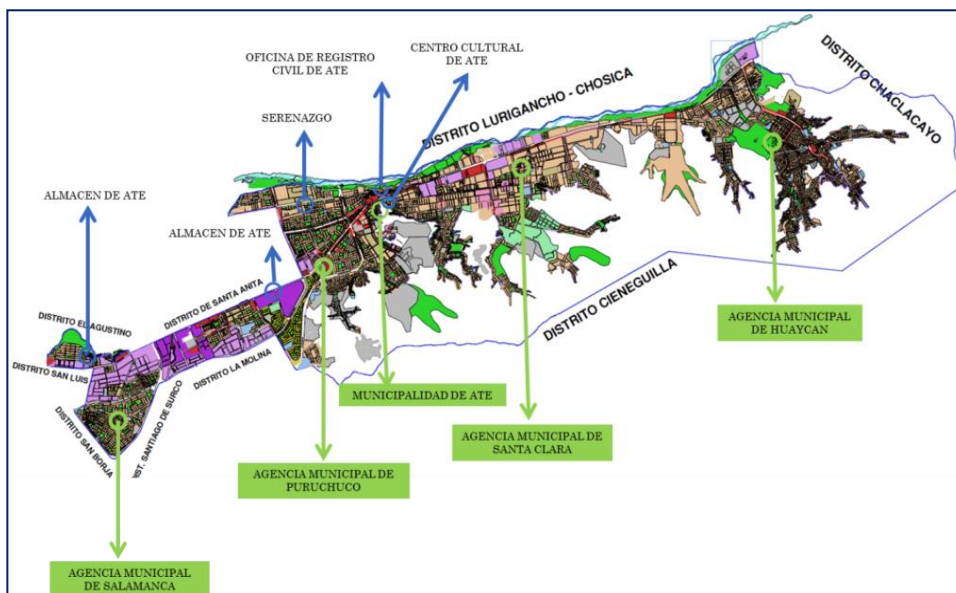 OFICINA DE REGISTRO
CIVIL DE ATE
CENTRO CULTURAL
DE ATE
DISTRITO CHACLACAYO
SERENAZGO
DISTRITO LURIGANCHO - CHOSICA
ALMACEN DE ATE
ALMACEN DE ATE
DISTRITO DE SANTA ANITA
DISTRITO EL AGUSTINO
DISTRITO CIENEGUILLA
DISTRITO SAN LUIS
DISTRITO LA MOLINA
DISTRITO SAN BORJA
DIST. SANTIAGO DE SURCO
AGENCIA MUNICIPAL
DE HUAYCAN
MUNICIPALIDAD DE ATE
AGENCIA MUNICIPAL DE
SANTA CLARA
AGENCIA MUNICIPAL DE
PURUCHUCO
AGENCIA MUNICIPAL
DE SALAMANCA